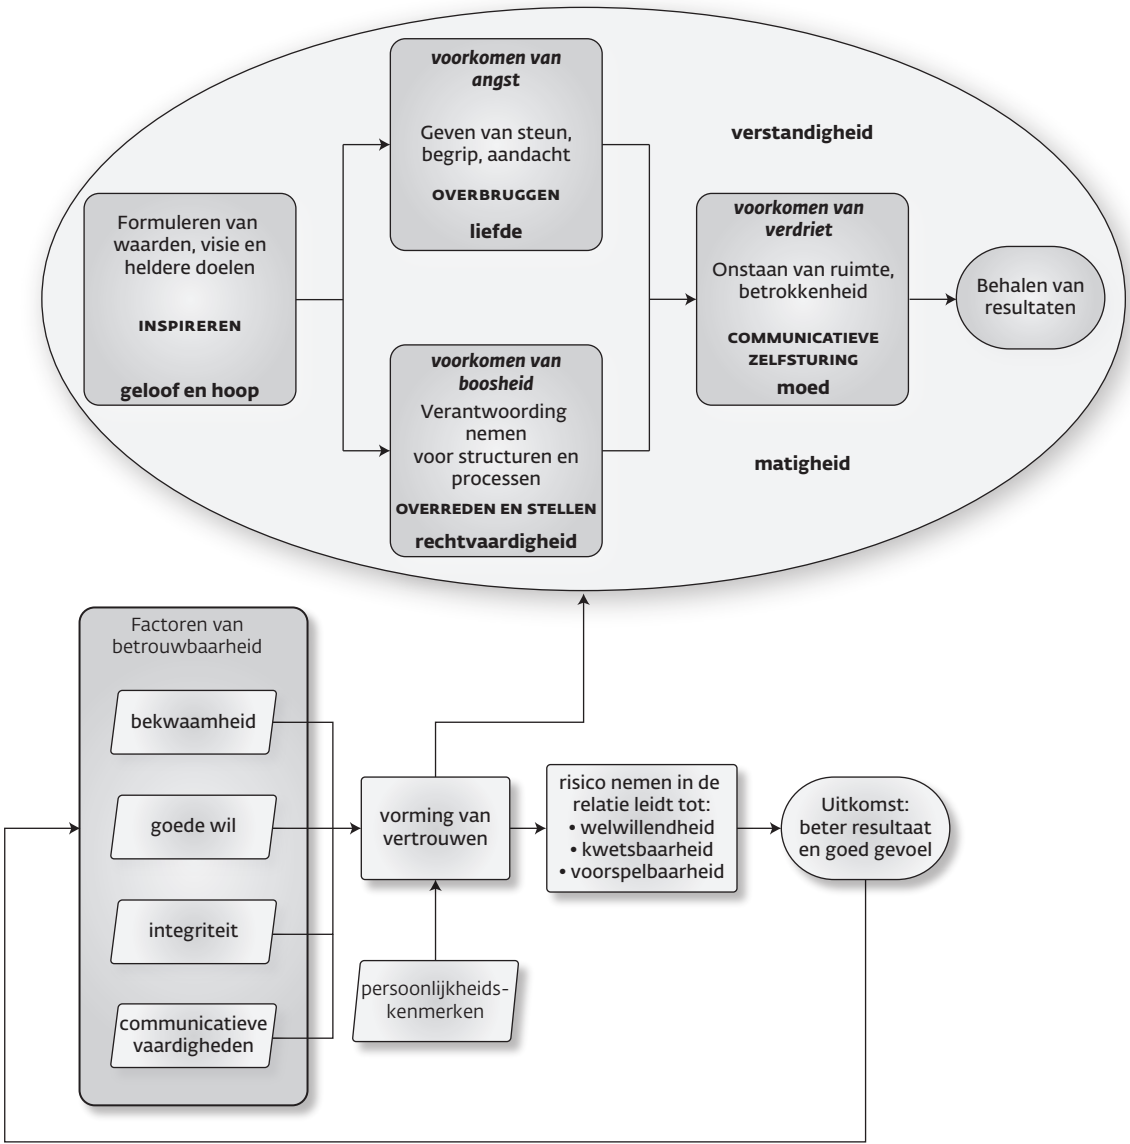 voorkomen van
angst
Geven van steun,
begrip, aandacht
OVERBRUGGEN
liefde
verstandigheid
Formuleren van
waarden, visie en
heldere doelen
INSPIREREN
geloof en hoop
voorkomen van
verdriet
Onstaan van ruimte,
betrokkenheid
COMMUNICATIEVE
ZELFSTURING
moed
Behalen van
resultaten
voorkomen van
boosheid
Verantwoording
nemen
voor structuren en
processen
OVERREDEN EN STELLEN
rechtvaardigheid
matigheid
Factoren van
betrouwbaarheid
bekwaamheid
goede wil
integriteit
communicatieve
vaardigheden
vorming van
vertrouwen
persoonlijkheids-
kenmerken
risico nemen in de
relatie leidt tot:
• welwillendheid
• kwetsbaarheid
• voorspelbaarheid
Uitkomst:
beter resultaat
en goed gevoel